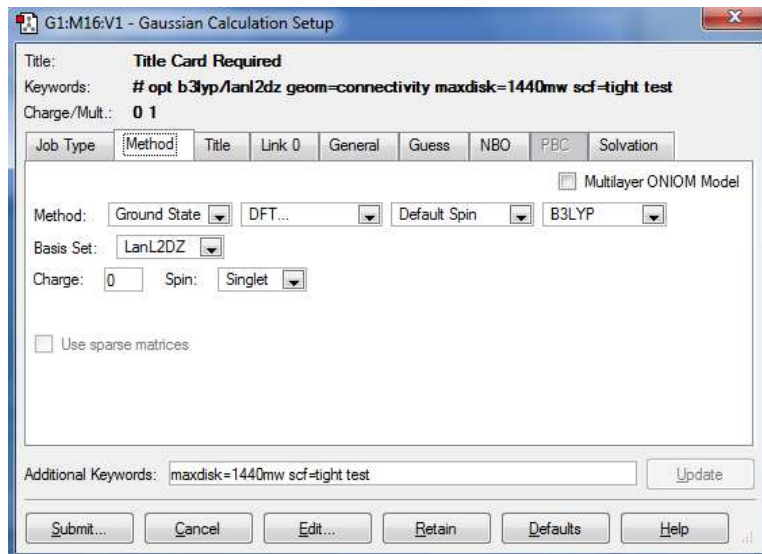 G1:M16:V1 - Gaussian Calculation Setup
Title: Title Card Required
Keywords: # opt b3lyp/lanl2dz geom=connectivity maxdisk=1440mw scf=tight test
Charge/Mult.: 0 1
Job Type Method Title Link 0 General Guess NBO PBC Solvation
Multilayer ONIOM Model
Method: Ground State DFT... Default Spin B3LYP
Basis Set: LanL2DZ
Charge: 0 Spin: Singlet
Use sparse matrices
Additional Keywords: maxdisk=1440mw scf=tight test Update
Submit... Cancel Edit... Retain Defaults Help